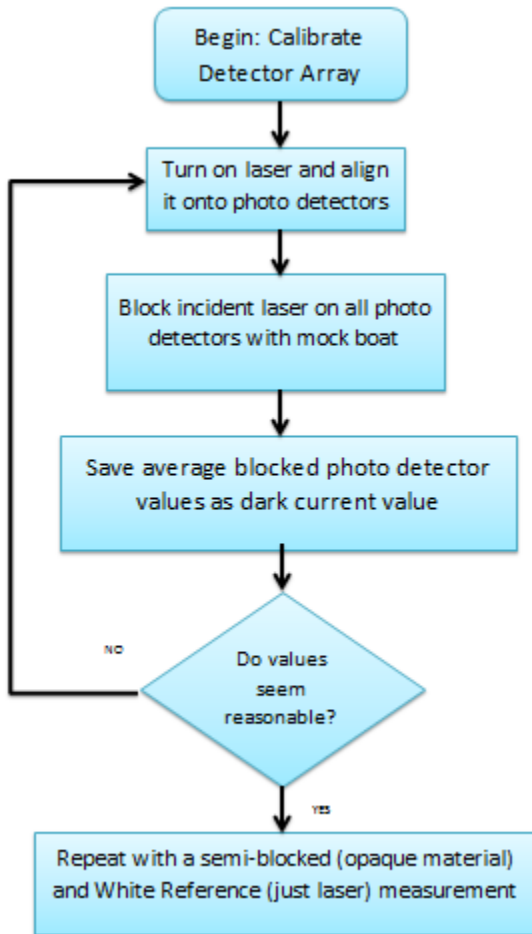 Begin: Calibrate
Detector Array
Turn on laser and align
it onto photo detectors
Block incident laser on all photo
detectors with mock boat
Save average blocked photo detector
values as dark current value
NO
Do values
seem
reasonable?
YES
Repeat with a semi-blocked (opaque material)
and White Reference (just laser) measurement